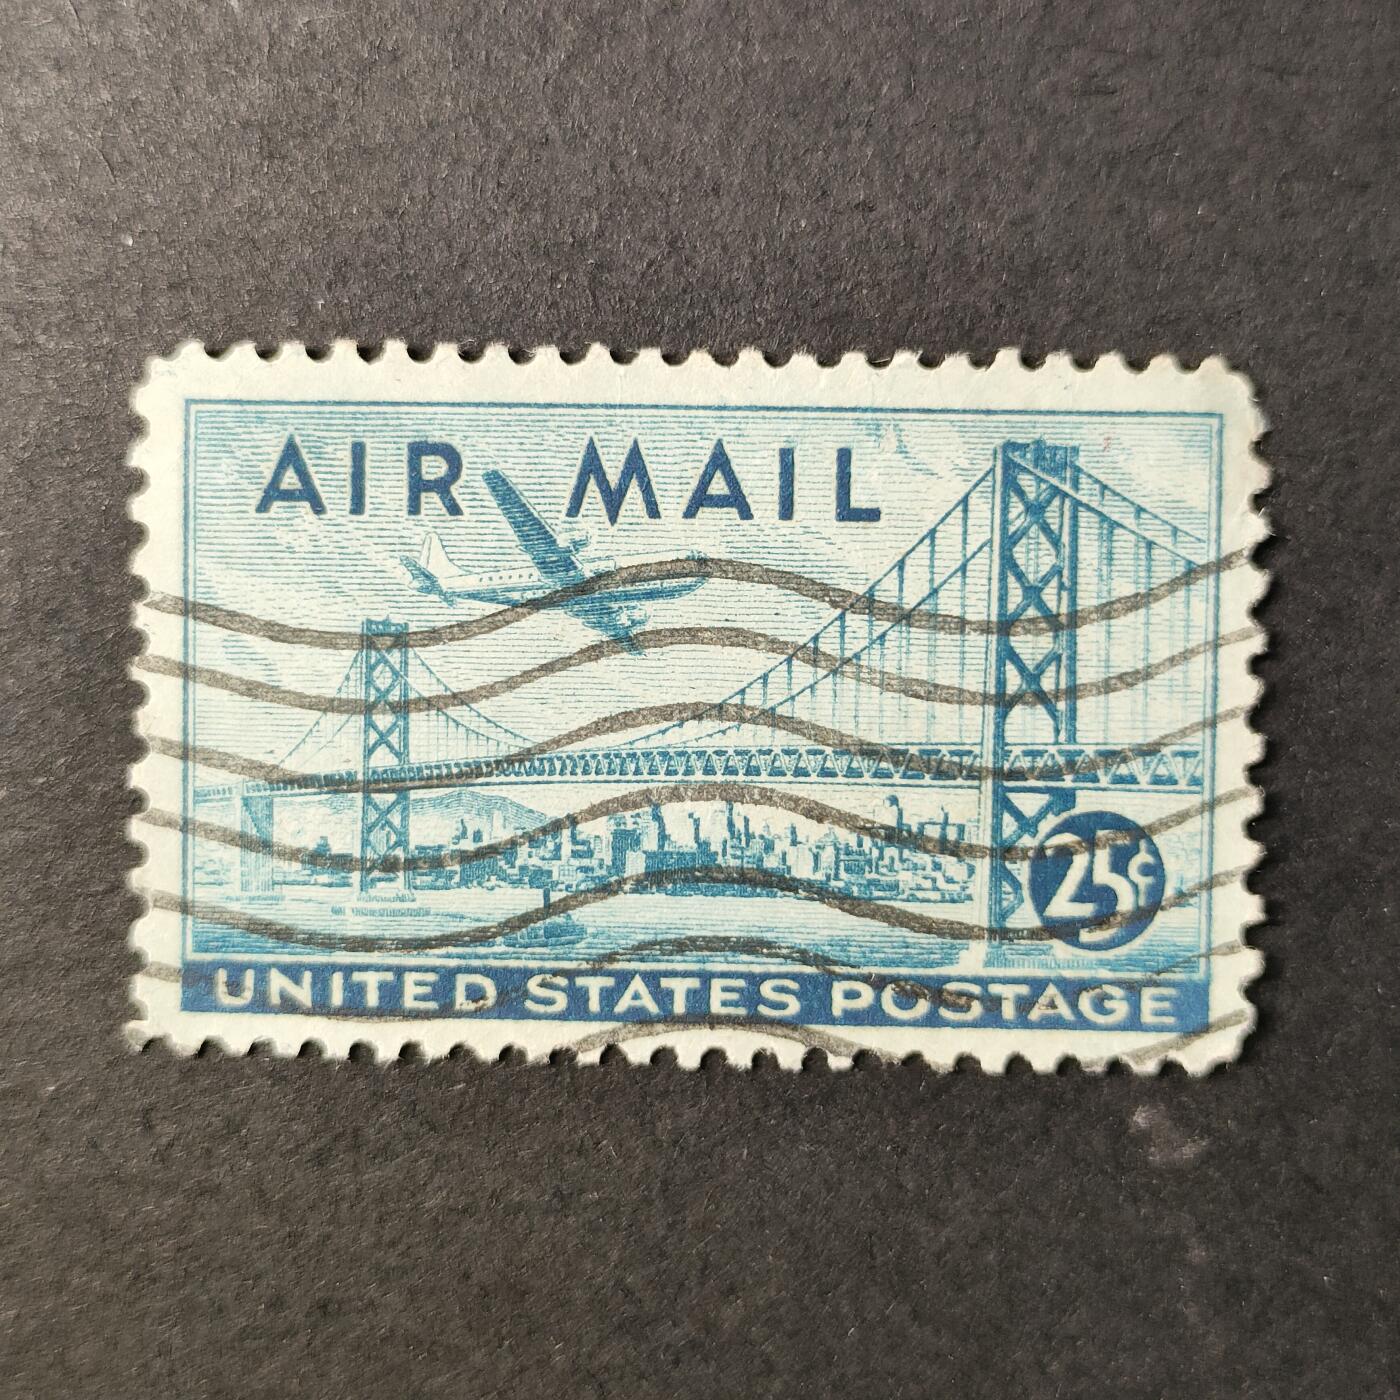 AIR MAIL
25¢
UNITED STATES POSTAGE